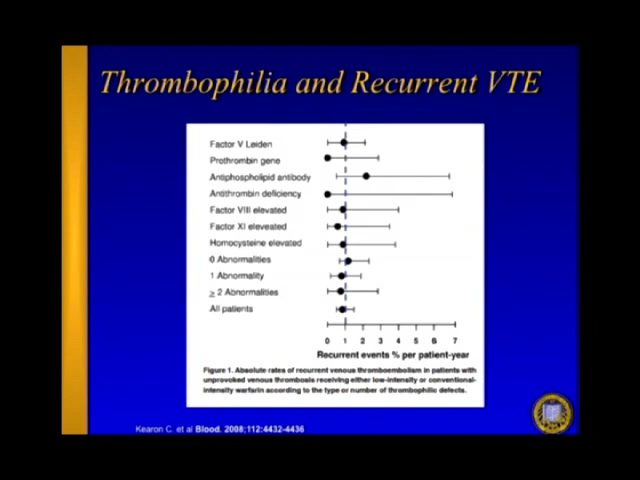 Thrombophilia and Recurrent VTE
Factor V Leiden
Prothrombin gene
Antiphospholipid antibody
Antithrombin deficiency
Factor VIII elevated
Factor XI eleveated
Homocysteine elevated
0 Abnormalities
1 Abnormality
≥ 2 Abnormalities
All patients
0 1 2 3 4 5 6 7
Recurrent events % per patient-year
Figure 1. Absolute rates of recurrent venous thromboembolism in patients with
unprovoked venous thrombosis receiving either low-intensity or conventional-
intensity warfarin according to the type or number of thrombophilic defects.
Kearon C. et al Blood. 2008;112:4432-4436